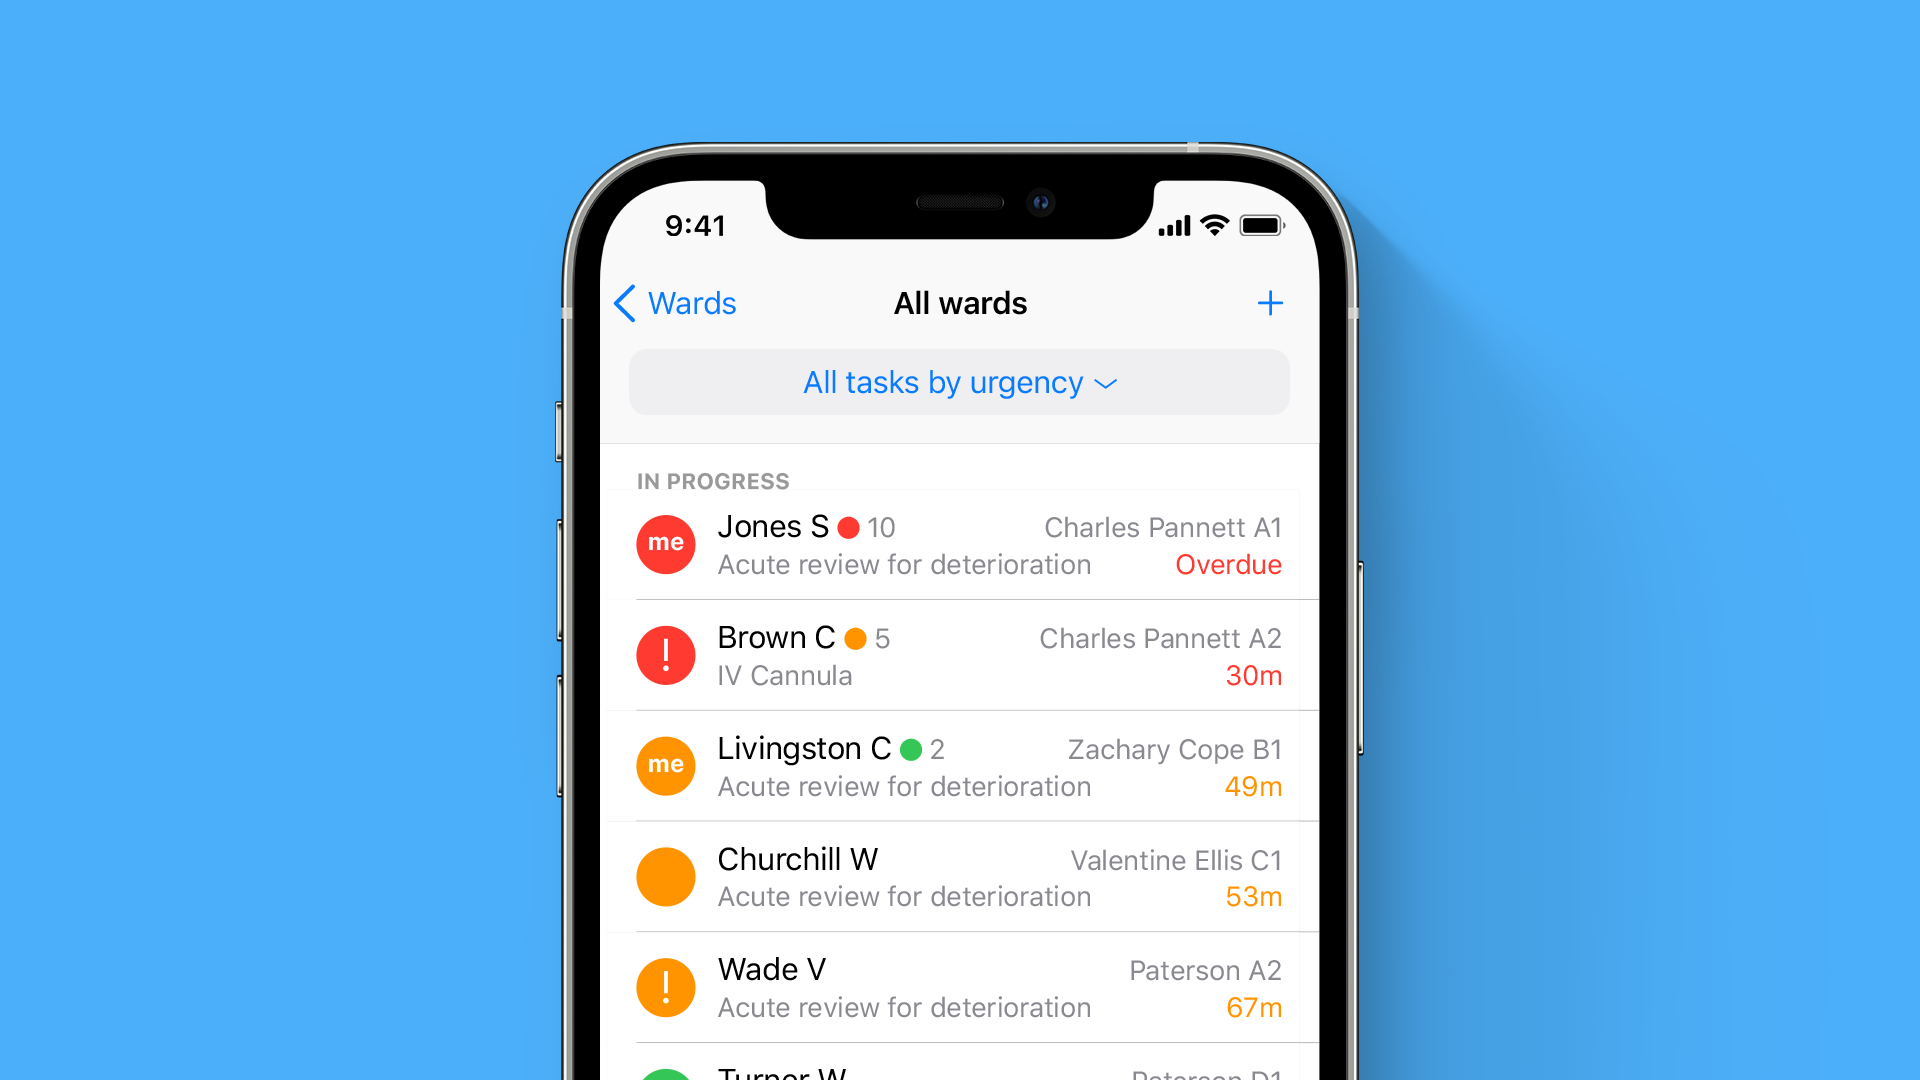 9:41
Wards
All wards
+
All tasks by urgency
IN PROGRESS
me
Jones S 10
Charles Pannett A1
Acute review for deterioration
Overdue
!
Brown C 5
Charles Pannett A2
IV Cannula
30m
me
Livingston C 2
Zachary Cope B1
Acute review for deterioration
49m
Churchill W
Valentine Ellis C1
Acute review for deterioration
53m
!
Wade V
Paterson A2
Acute review for deterioration
67m
Turner W
Paterson D1